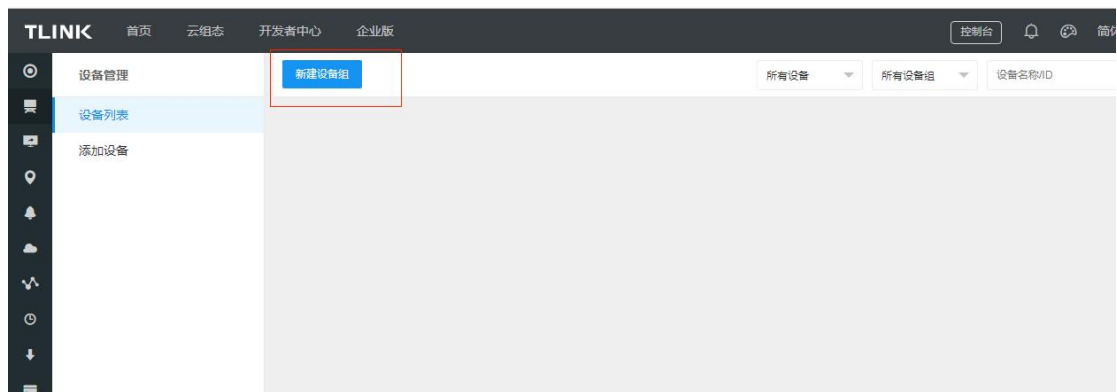 TLINK 首页 云组态 开发者中心 企业版 控制台 简
设备管理 新建设备组 所有设备 所有设备组 设备名称/ID
设备列表
添加设备